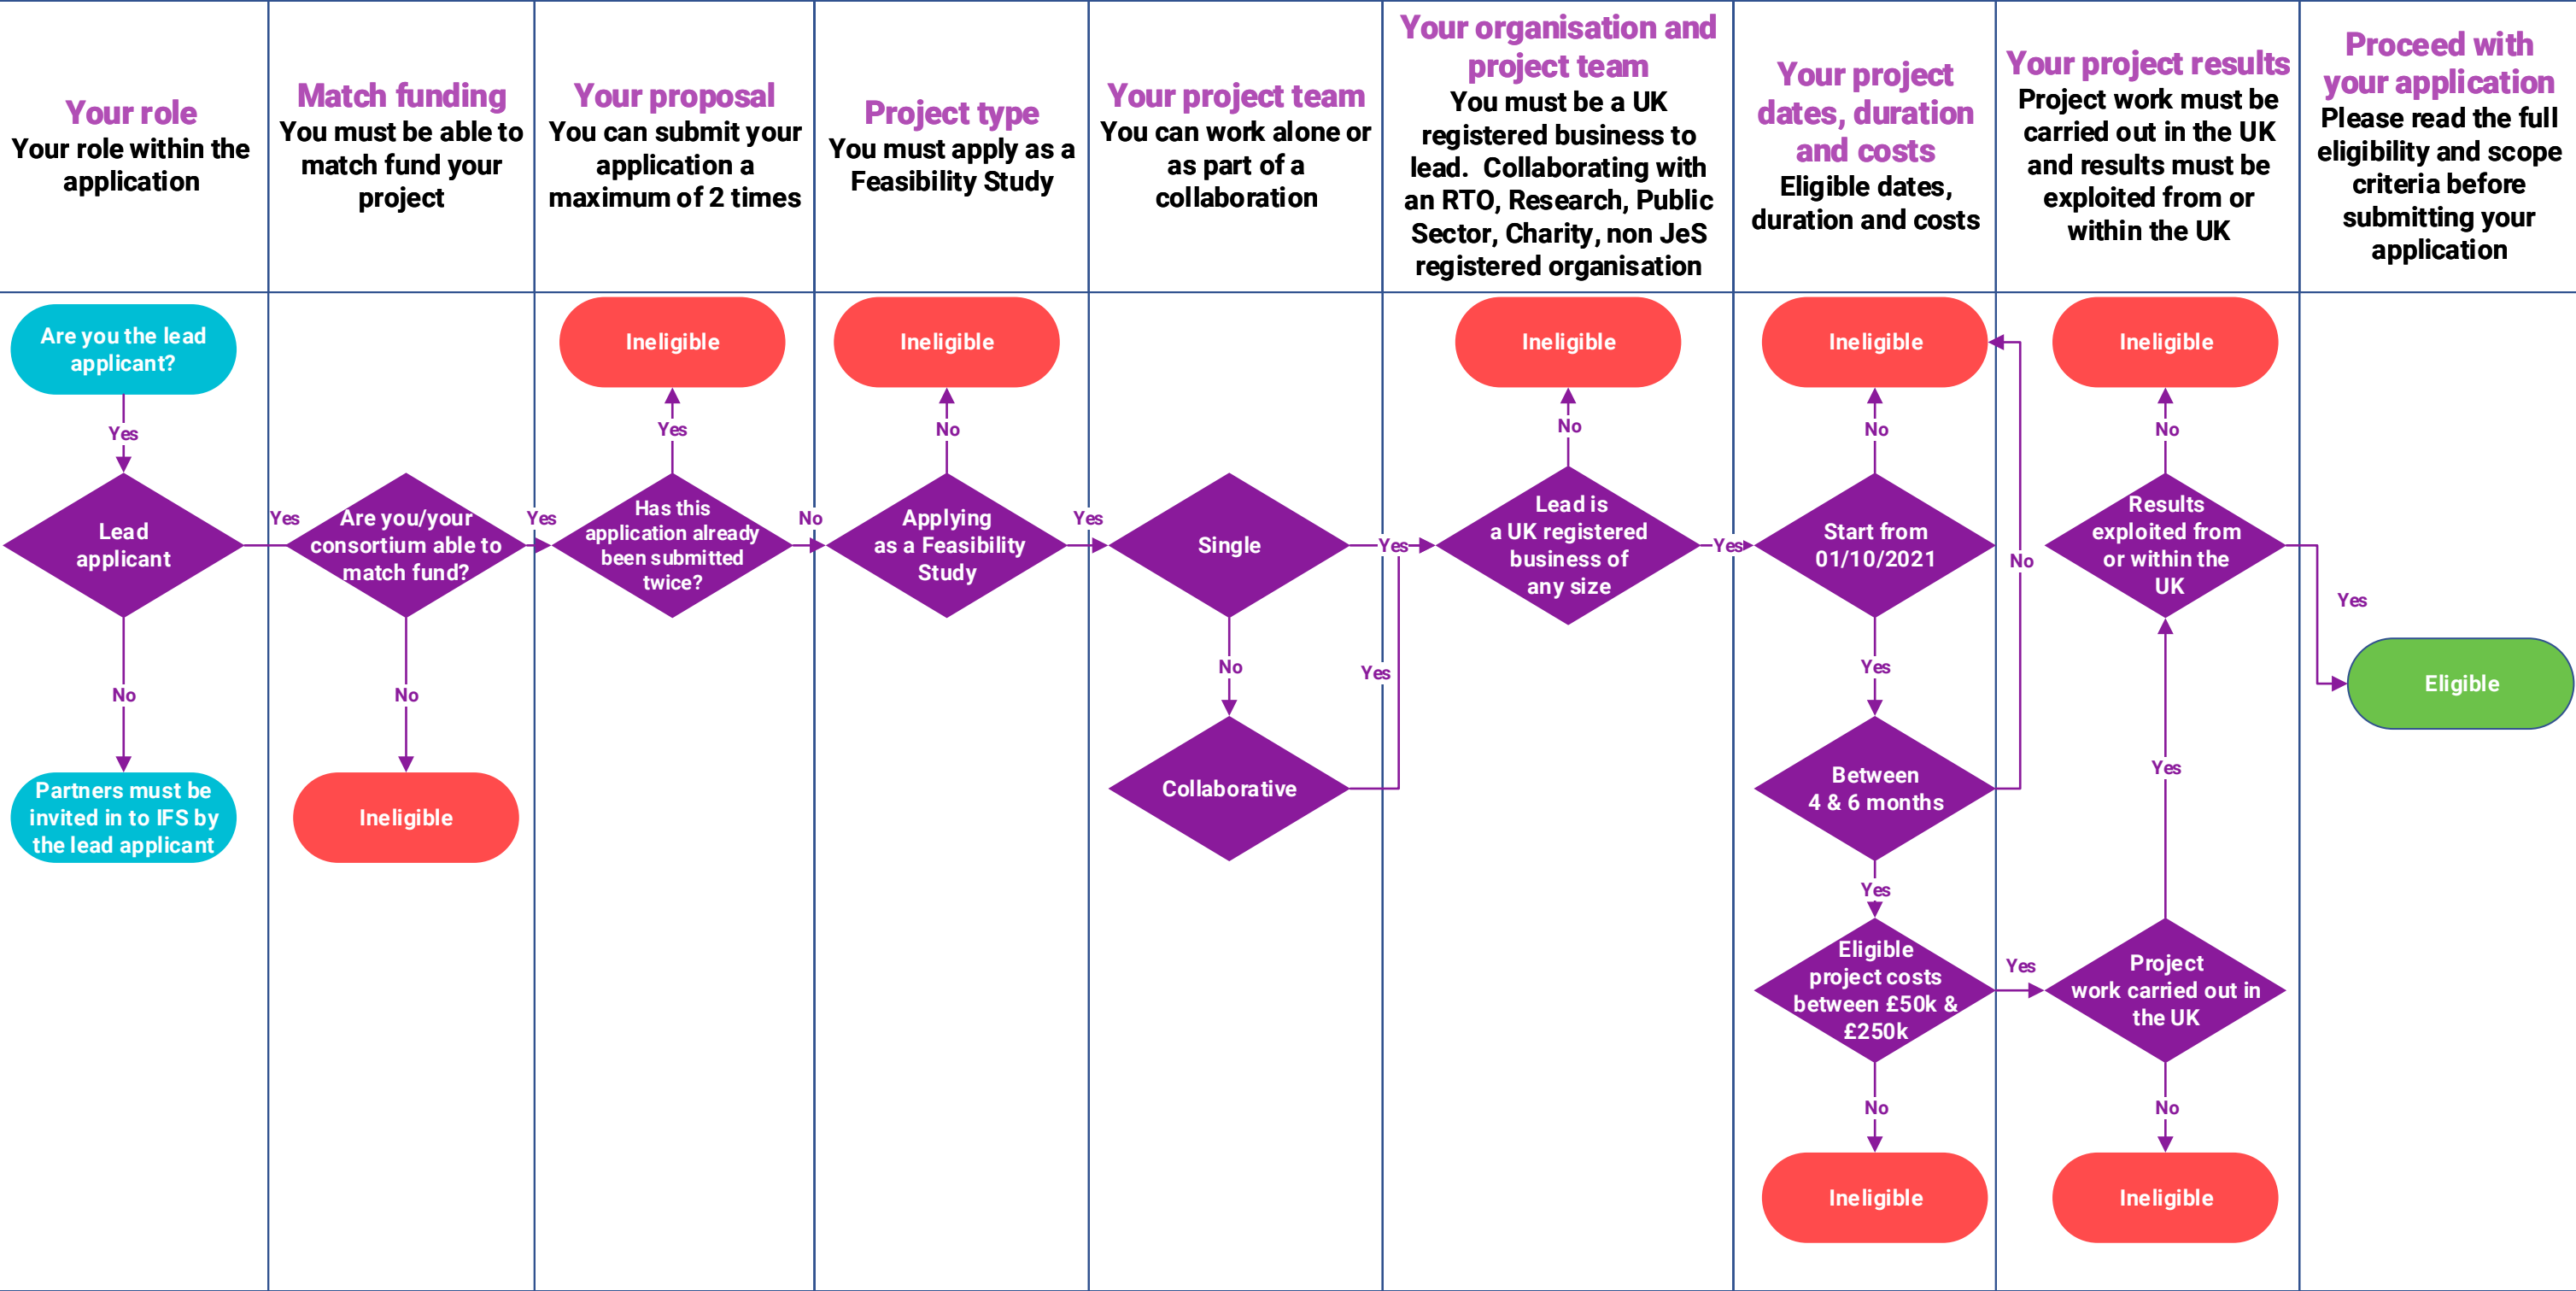 Your role
Your role within the
application
Match funding
You must be able to
match fund your
project
Your proposal
You can submit your
application a
maximum of 2 times
Project type
You must apply as a
Feasibility Study
Your project team
You can work alone or
as part of a
collaboration
Your organisation and
project team
You must be a UK
registered business to
lead.  Collaborating with
an RTO, Research, Public
Sector, Charity, non JeS
registered organisation
Your project
dates, duration
and costs
Eligible dates,
duration and costs
Your project results
Project work must be
carried out in the UK
and results must be
exploited from or
within the UK
Proceed with
your application
Please read the full
eligibility and scope
criteria before
submitting your
application
Are you the lead
applicant?
Yes
Lead
applicant
Yes
No
Partners must be
invited in to IFS by
the lead applicant
Are you/your
consortium able to
match fund?
Yes
No
Ineligible
Ineligible
Yes
Has this
application already
been submitted
twice?
No
Ineligible
No
Applying
as a Feasibility
Study
Yes
Single
Yes
No
Collaborative
Yes
Ineligible
No
Lead is
a UK registered
business of
any size
Yes
Ineligible
No
Start from
01/10/2021
No
Yes
Between
4 & 6 months
Yes
Eligible
project costs
between £50k &
£250k
Yes
No
Ineligible
Ineligible
No
Results
exploited from
or within the
UK
Yes
Yes
Project
work carried out in
the UK
No
Ineligible
Eligible